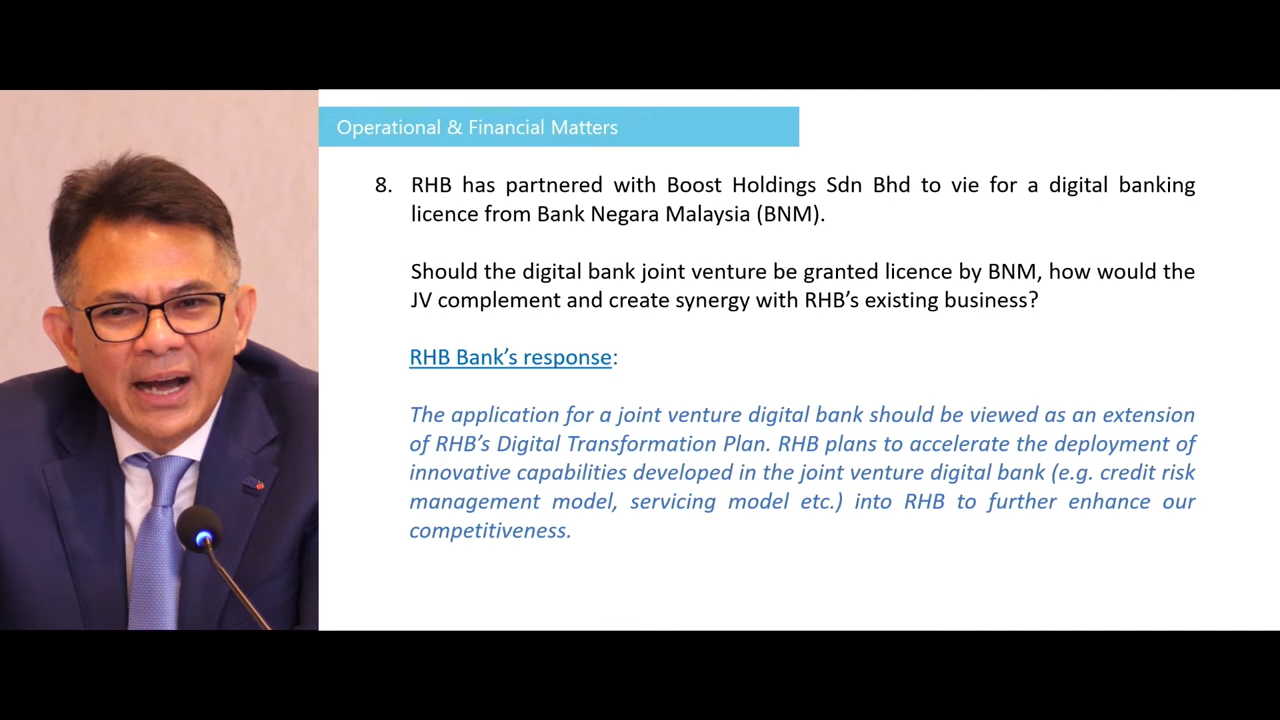 Operational & Financial Matters
8. RHB has partnered with Boost Holdings Sdn Bhd to vie for a digital banking
licence from Bank Negara Malaysia (BNM).
Should the digital bank joint venture be granted licence by BNM, how would the
JV complement and create synergy with RHB’s existing business?
RHB Bank’s response:
The application for a joint venture digital bank should be viewed as an extension
of RHB’s Digital Transformation Plan. RHB plans to accelerate the deployment of
innovative capabilities developed in the joint venture digital bank (e.g. credit risk
management model, servicing model etc.) into RHB to further enhance our
competitiveness.